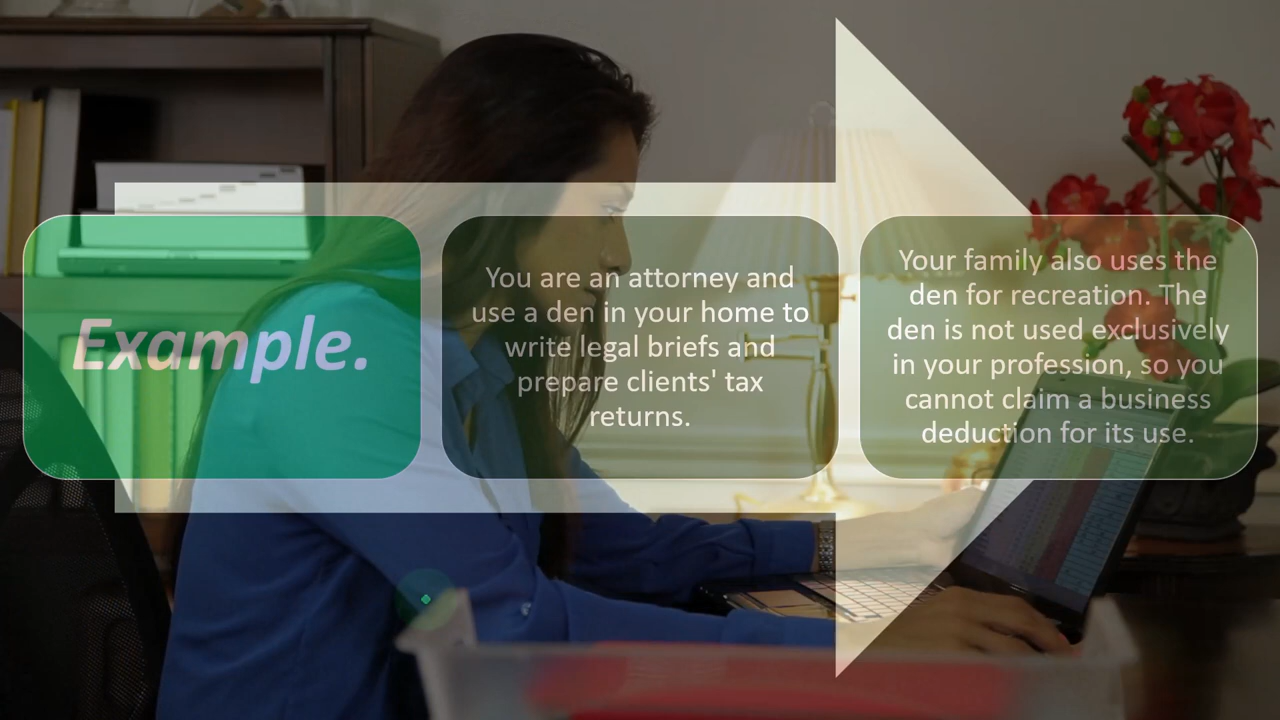 Example.
You are an attorney and
use a den in your home to
write legal briefs and
prepare clients' tax
returns.
Your family also uses the
den for recreation. The
den is not used exclusively
in your profession, so you
cannot claim a business
deduction for its use.